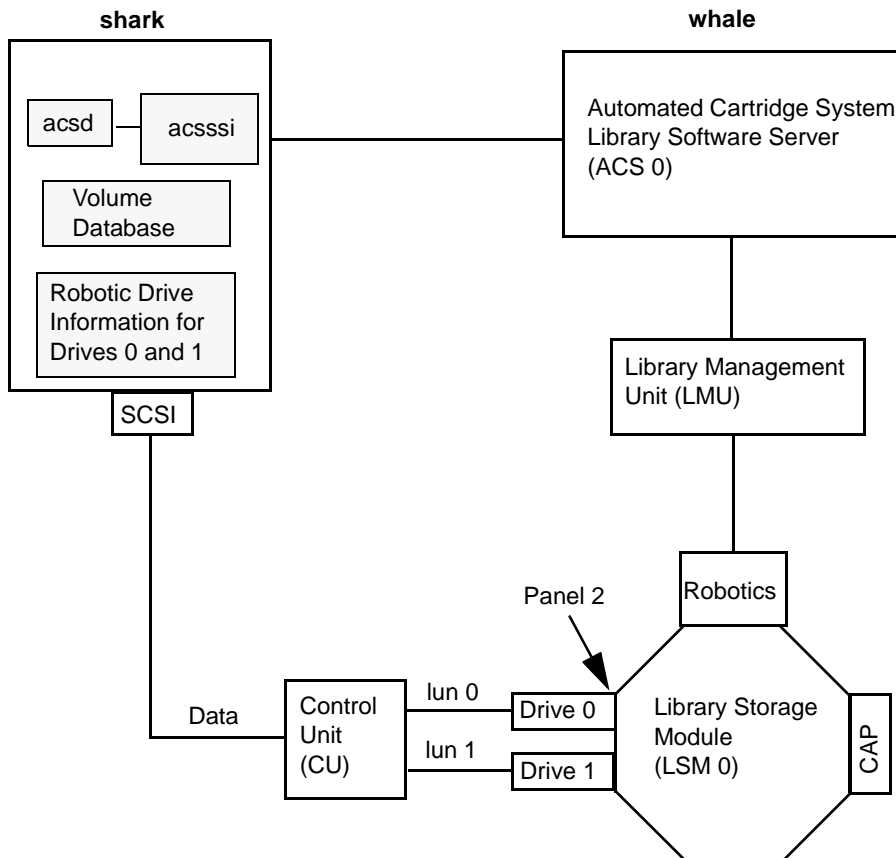 shark
whale
acsd
acsssi
Volume
Database
Robotic Drive
Information for
Drives 0 and 1
SCSI
Automated Cartridge System
Library Software Server
(ACS 0)
Library Management
Unit (LMU)
Robotics
Panel 2
Data
Control
Unit
(CU)
lun 0
lun 1
Drive 0
Drive 1
Library Storage
Module
(LSM 0)
CAP